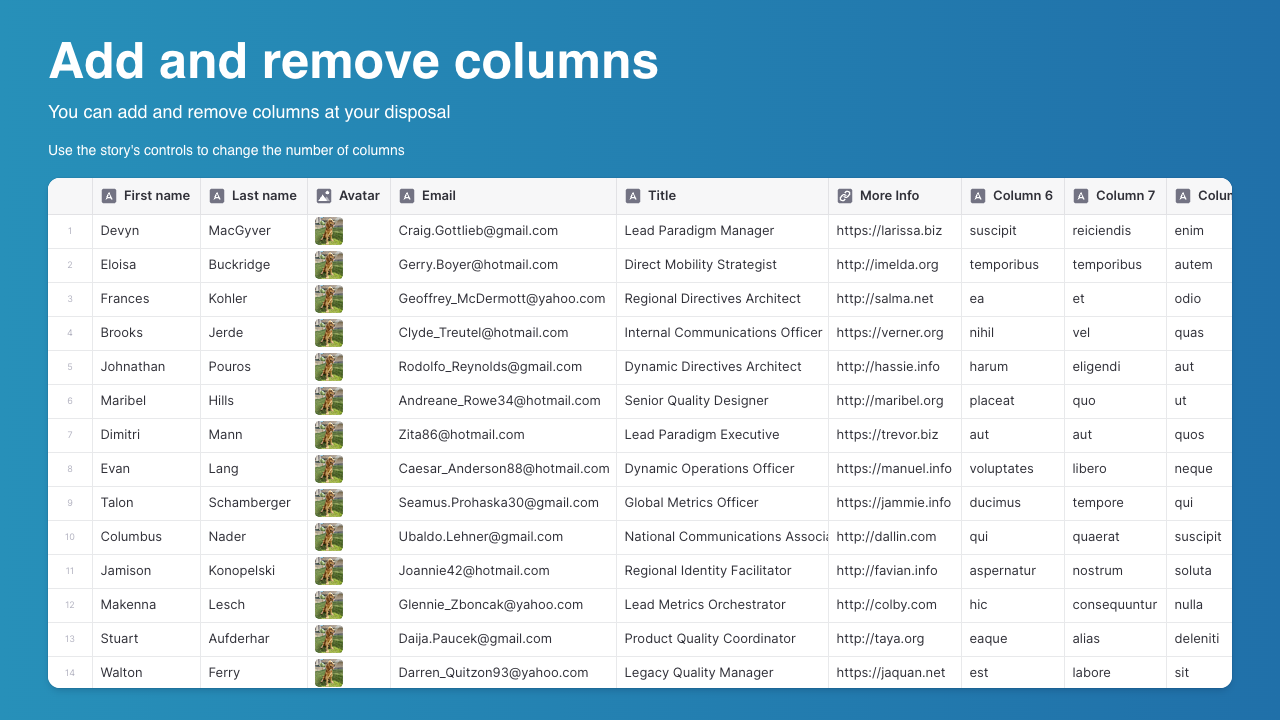 Add and remove columns
You can add and remove columns at your disposal
Use the story's controls to change the number of columns
First name Last name Avatar Email Title More Info Column 6 Column 7 Colum
1 Devyn MacGyver Craig.Gottlieb@gmail.com Lead Paradigm Manager https://larissa.biz suscipit reiciendis enim
2 Eloisa Buckridge Gerry.Boyer@hotmail.com Direct Mobility Strategist http://imelda.org temporibus temporibus autem
3 Frances Kohler Geoffrey_McDermott@yahoo.com Regional Directives Architect http://salma.net ea et odio
4 Brooks Jerde Clyde_Treutel@hotmail.com Internal Communications Officer https://verner.org nihil vel quas
5 Johnathan Pouros Rodolfo_Reynolds@gmail.com Dynamic Directives Architect http://hassie.info harum eligendi aut
6 Maribel Hills Andreane_Rowe34@hotmail.com Senior Quality Designer http://maribel.org placeat quo ut
7 Dimitri Mann Zita86@hotmail.com Lead Paradigm Executive https://trevor.biz aut aut quos
8 Evan Lang Caesar_Anderson88@hotmail.com Dynamic Operations Officer https://manuel.info voluptates libero neque
9 Talon Schamberger Seamus.Prohaska30@gmail.com Global Metrics Officer https://jammie.info ducimus tempore qui
10 Columbus Nader Ubaldo.Lehner@gmail.com National Communications Associa http://dallin.com qui quaerat suscipit
11 Jamison Konopelski Joannie42@hotmail.com Regional Identity Facilitator http://favian.info aspernatur nostrum soluta
12 Makenna Lesch Glennie_Zboncak@yahoo.com Lead Metrics Orchestrator http://colby.com hic consequuntur nulla
13 Stuart Aufderhar Daija.Paucek@gmail.com Product Quality Coordinator http://taya.org eaque alias deleniti
14 Walton Ferry Darren_Quitzon93@yahoo.com Legacy Quality Manager https://jaquan.net est labore sit